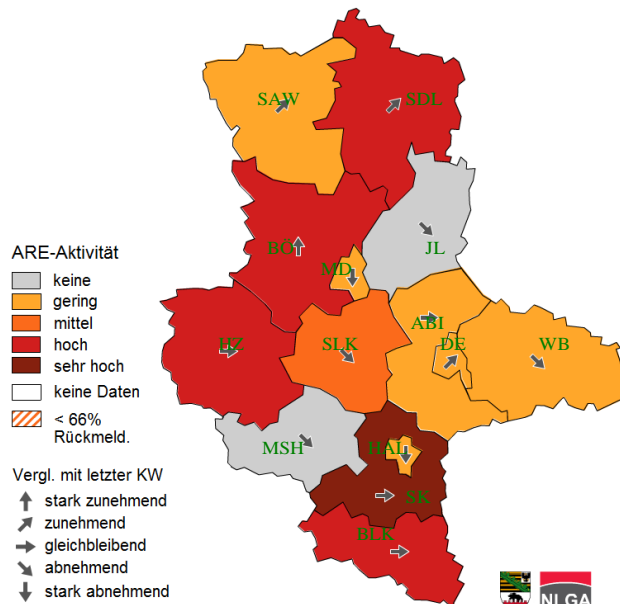 SAW
SDL
BÖ
JL
MD
ARE-Aktivität
keine
gering
mittel
hoch
sehr hoch
keine Daten
< 66%
Rückmeld.
HZ
SLK
ABI
DE
WB
MSH
HAL
SK
BLK
Vergl. mit letzter KW
stark zunehmend
zunehmend
gleichbleibend
abnehmend
stark abnehmend
NLGA